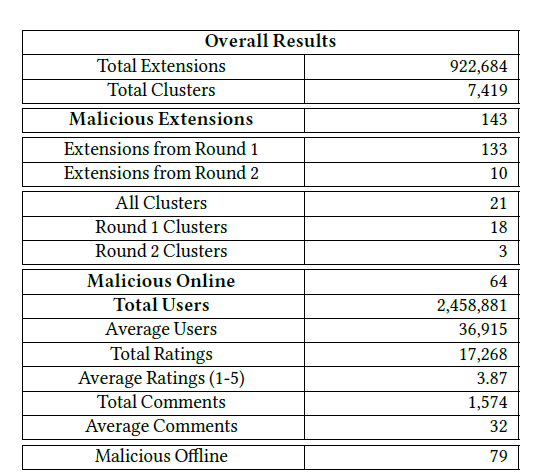 Overall Results
Total Extensions 922,684
Total Clusters 7,419
Malicious Extensions 143
Extensions from Round 1 133
Extensions from Round 2 10
All Clusters 21
Round 1 Clusters 18
Round 2 Clusters 3
Malicious Online 64
Total Users 2,458,881
Average Users 36,915
Total Ratings 17,268
Average Ratings (1-5) 3.87
Total Comments 1,574
Average Comments 32
Malicious Offline 79